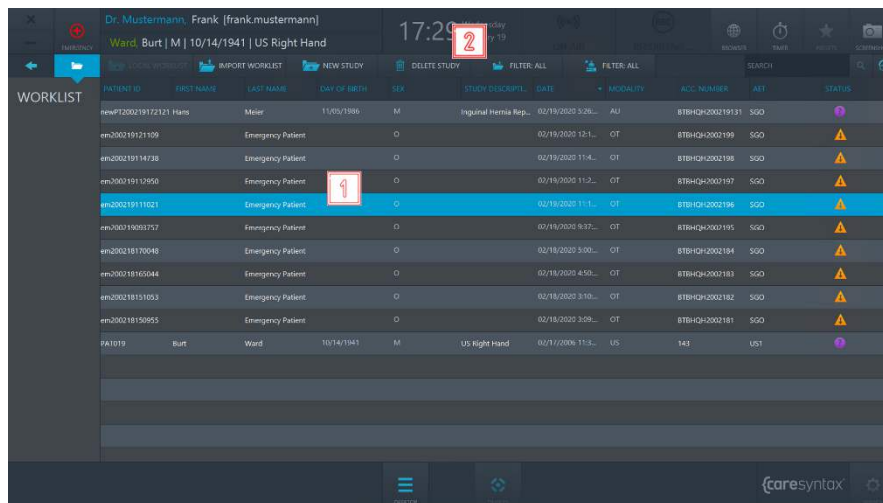 Dr. Mustermann, Frank [frank.mustermann]
Ward, Burt | M | 10/14/1941 | US Right Hand
17:29
2
EMERGENCY
IMPORT WORKLIST NEW STUDY DELETE STUDY FILTER: ALL FILTER: ALL SEARCH
WORKLIST
PATIENT ID FIRST NAME LAST NAME DAY OF BIRTH SEX STUDY DESCRIPTI... DATE MODALITY ACC. NUMBER AET STATUS
newPT200219172121 Hans Meier 11/05/1986 M Inguinal Hernia Rep... 02/19/2020 5:26:... AU BTBHQH200219131 SGO
em200219121109 Emergency Patient O 02/19/2020 12:1... OT BTBHQH2002199 SGO
em200219114738 Emergency Patient O 02/19/2020 11:4... OT BTBHQH2002198 SGO
em200219112950 Emergency Patient O 02/19/2020 11:2... OT BTBHQH2002197 SGO
1
em200219111021 Emergency Patient O 02/19/2020 11:1... OT BTBHQH2002196 SGO
em200219093757 Emergency Patient O 02/19/2020 9:37:... OT BTBHQH2002195 SGO
em200218170048 Emergency Patient O 02/18/2020 5:00:... OT BTBHQH2002184 SGO
em200218165044 Emergency Patient O 02/18/2020 4:50:... OT BTBHQH2002183 SGO
em200218151053 Emergency Patient O 02/18/2020 3:10:... OT BTBHQH2002182 SGO
em200218150955 Emergency Patient O 02/18/2020 3:09:... OT BTBHQH2002181 SGO
PA1019 Burt Ward 10/14/1941 M US Right Hand 02/17/2006 11:3... US 143 US1
{caresyntax